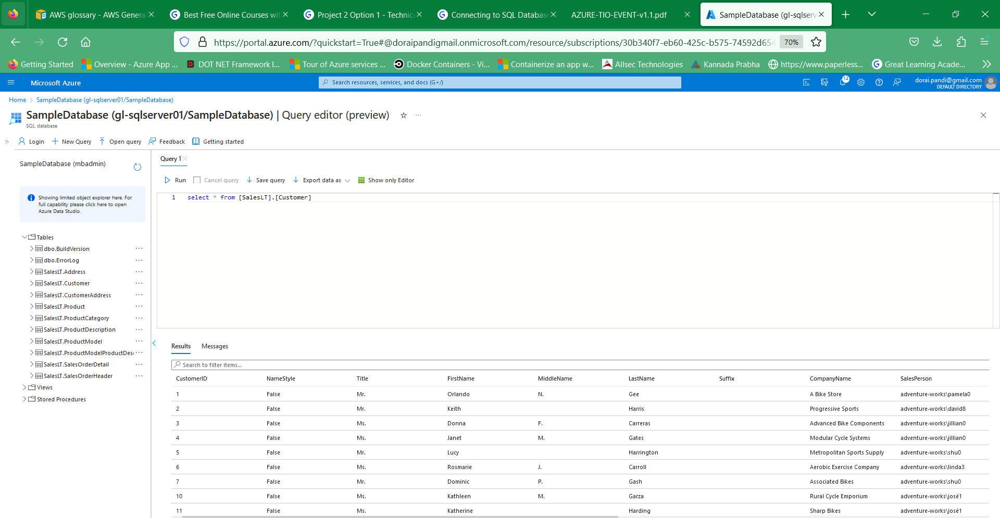 AWS glossary - AWS Genera
Best Free Online Courses wit
Project 2 Option 1 - Technica
Connecting to SQL Database
AZURE-TIO-EVENT-v1.1.pdf
SampleDatabase (gl-sqlserv
https://portal.azure.com/?quickstart=True#@doraipandigmail.onmicrosoft.com/resource/subscriptions/30b340f7-eb60-425c-b575-74592d654
70%
Getting Started
Overview - Azure App ...
DOT NET Framework I...
Tour of Azure services ...
Docker Containers - Vi...
Containerize an app w...
Allsec Technologies
Kannada Prabha
https://www.paperless...
Great Learning Acade...
Microsoft Azure
Search resources, services, and docs (G+/)
14
dorai.pandi@gmail.com
DEFAULT DIRECTORY
Home > SampleDatabase (gl-sqlserver01/SampleDatabase)
SampleDatabase (gl-sqlserver01/SampleDatabase) | Query editor (preview)
SQL database
Login
New Query
Open query
Feedback
Getting started
SampleDatabase (mbadmin)
Showing limited object explorer here. For
full capability please click here to open
Azure Data Studio.
Tables
dbo.BuildVersion
dbo.ErrorLog
SalesLT.Address
SalesLT.Customer
SalesLT.CustomerAddress
SalesLT.Product
SalesLT.ProductCategory
SalesLT.ProductDescription
SalesLT.ProductModel
SalesLT.ProductModelProductDes
SalesLT.SalesOrderDetail
SalesLT.SalesOrderHeader
Views
Stored Procedures
Query 1
Run
Cancel query
Save query
Export data as
Show only Editor
1 select * from [SalesLT].[Customer]
Results
Messages
Search to filter items...
CustomerID NameStyle Title FirstName MiddleName LastName Suffix CompanyName SalesPerson
1 False Mr. Orlando N. Gee A Bike Store adventure-works\pamela0
2 False Mr. Keith Harris Progressive Sports adventure-works\david8
3 False Ms. Donna F. Carreras Advanced Bike Components adventure-works\jillian0
4 False Ms. Janet M. Gates Modular Cycle Systems adventure-works\jillian0
5 False Mr. Lucy Harrington Metropolitan Sports Supply adventure-works\shu0
6 False Ms. Rosmarie J. Carroll Aerobic Exercise Company adventure-works\linda3
7 False Mr. Dominic P. Gash Associated Bikes adventure-works\shu0
10 False Ms. Kathleen M. Garza Rural Cycle Emporium adventure-works\josé1
11 False Ms. Katherine Harding Sharp Bikes adventure-works\josé1